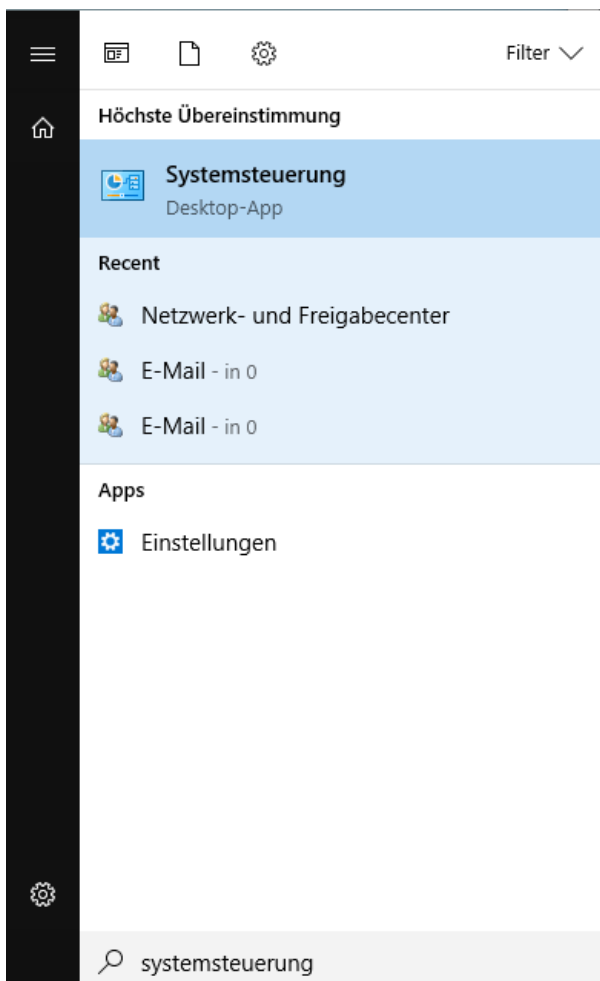 Filter
Höchste Übereinstimmung
Systemsteuerung
Desktop-App
Recent
Netzwerk- und Freigabecenter
E-Mail - in 0
E-Mail - in 0
Apps
Einstellungen
systemsteuerung